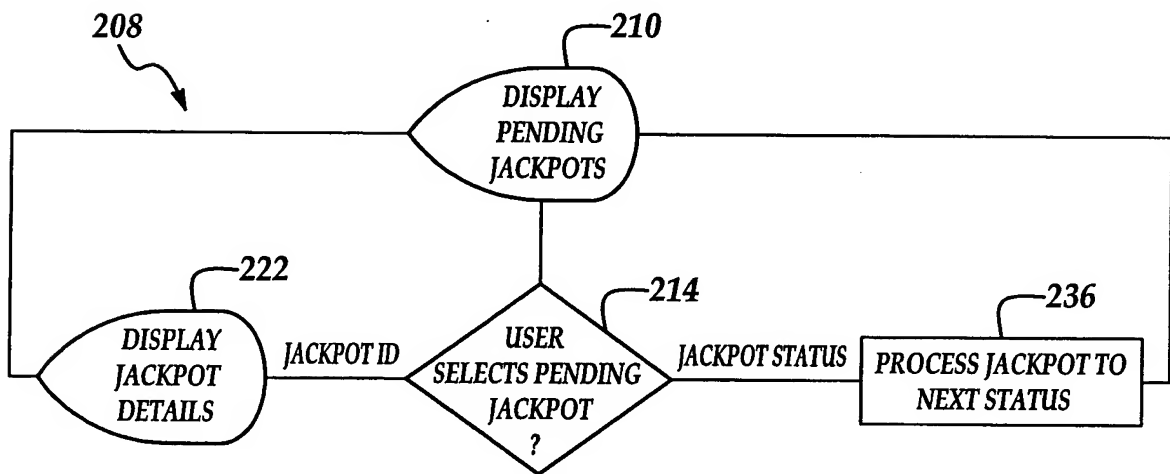 208
210
DISPLAY
PENDING
JACKPOTS
222
DISPLAY
JACKPOT
DETAILS
JACKPOT ID
214
USER
SELECTS PENDING
JACKPOT
?
JACKPOT STATUS
236
PROCESS JACKPOT TO
NEXT STATUS